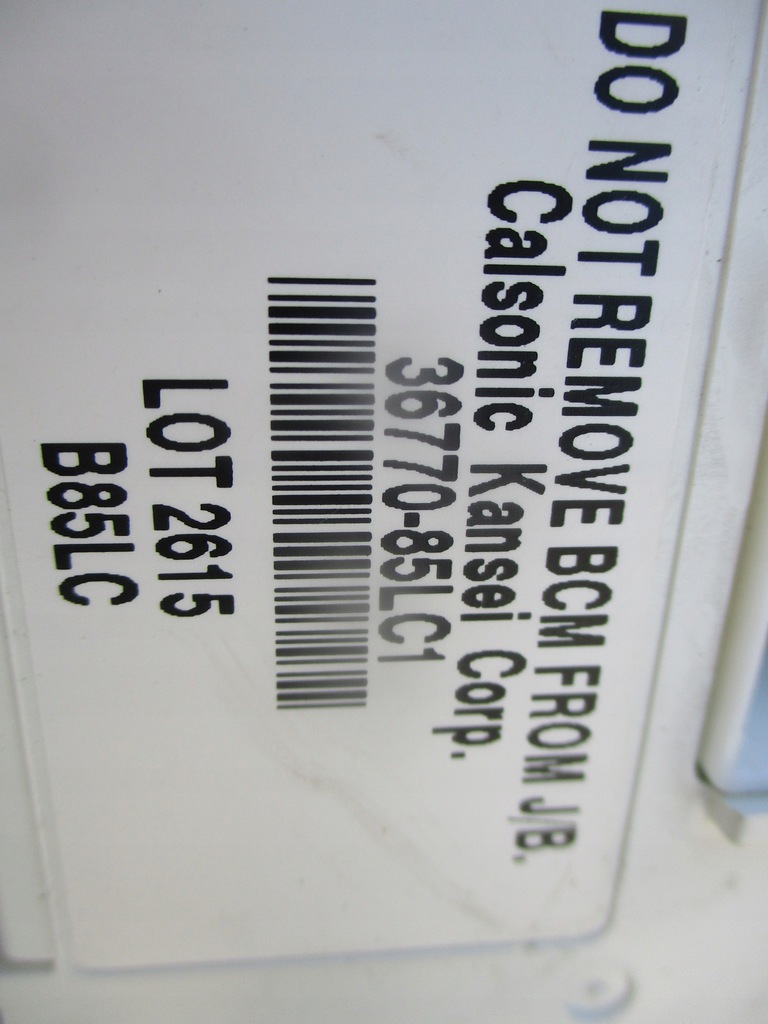 DO NOT REMOVE BCM FROM J/B.
Calsonic Kansei Corp.
36770-85LC1
LOT 2615
B85LC